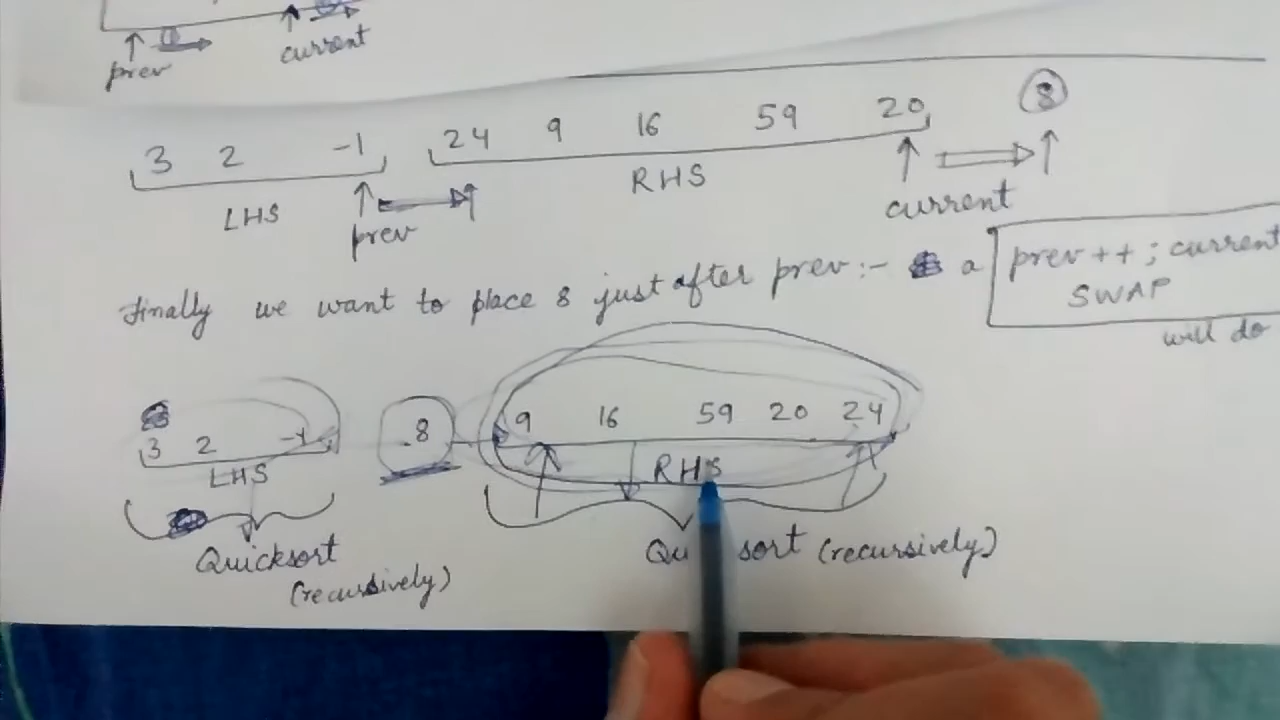 prev current
3 2 -1 24 9 16 59 20 8
LHS RHS
prev current
Finally we want to place 8 just after prev :- a prev++ ; current
SWAP
will do
3 2 -1 8 9 16 59 20 24
LHS RHS
Quicksort sort (recursively)
(recursively)